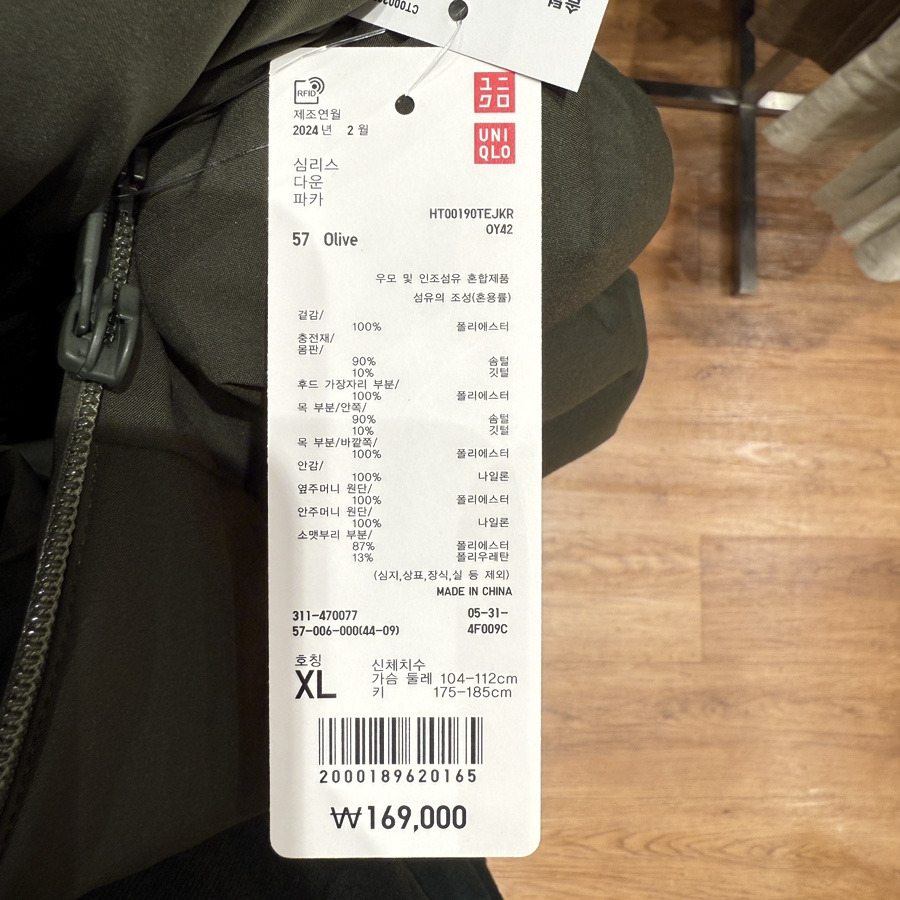 CT000
솜털
RFID
ユニ
クロ
제조연월
2024 년 2 월
UNI
QLO
심리스
다운
파카
HT00190TEJKR
OY42
57 Olive
우모 및 인조섬유 혼합제품
섬유의 조성(혼용률)
겉감/
100% 폴리에스터
충전재/
몸판/
90% 솜털
10% 깃털
후드 가장자리 부분/
100% 폴리에스터
목 부분/안쪽/
90% 솜털
10% 깃털
목 부분/바깥쪽/
100% 폴리에스터
안감/
100% 나일론
옆주머니 원단/
100% 폴리에스터
안주머니 원단/
100% 나일론
소맷부리 부분/
87% 폴리에스터
13% 폴리우레탄
(심지,상표,장식,실 등 제외)
MADE IN CHINA
311-470077 05-31-
57-006-000(44-09) 4F009C
호칭 신체치수
XL 가슴 둘레 104-112cm
키 175-185cm
2000189620165
₩169,000